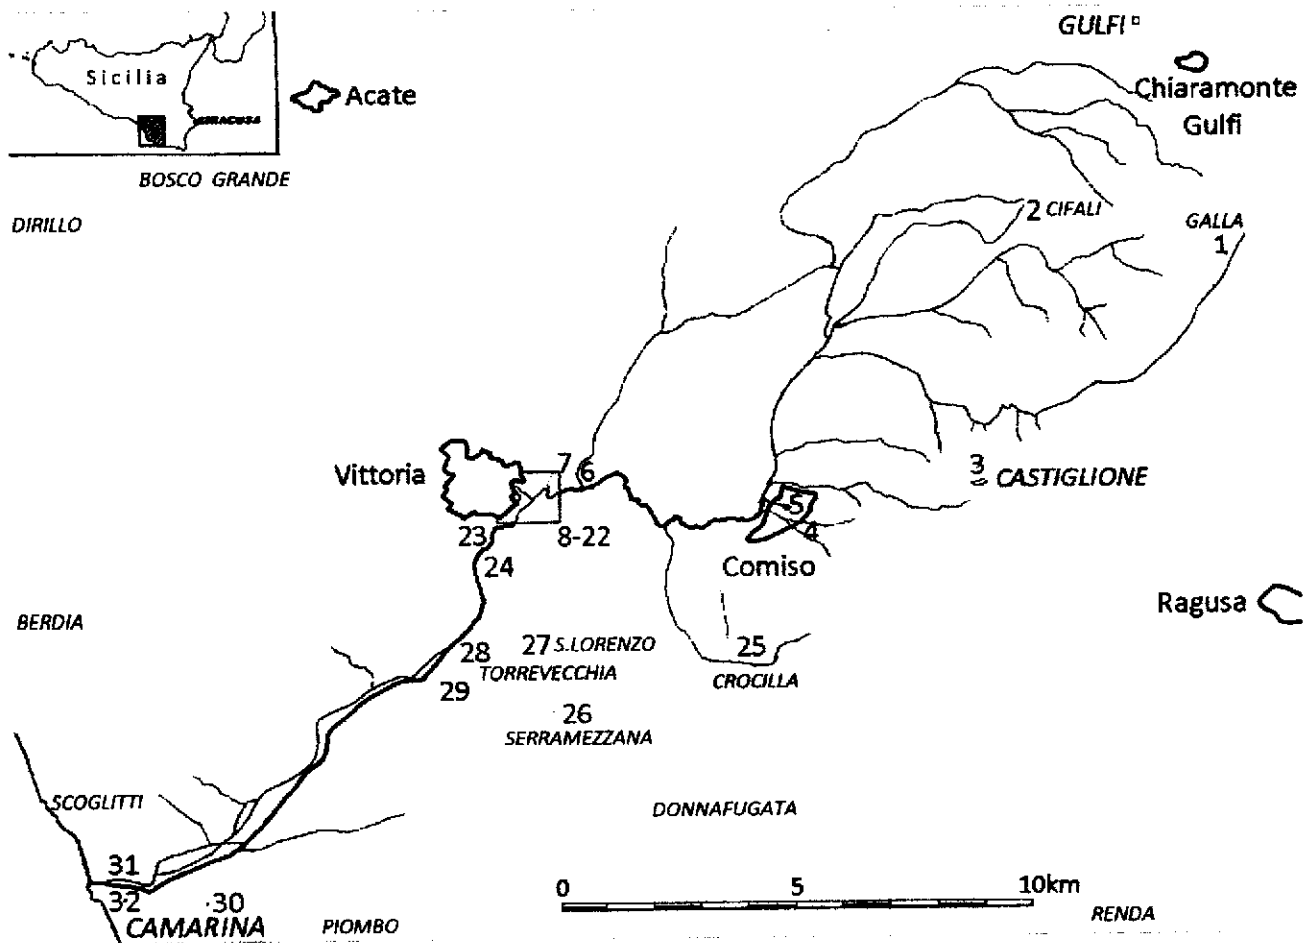 GULFI
Sicilia
SIRACUSA
Acate
Chiaramonte
Gulfi
BOSCO GRANDE
DIRILLO
2 CIFALI
GALLA
1
3
CASTIGLIONE
Vittoria
7
6
5
4
23
8-22
24
Comiso
Ragusa
BERDIA
28
27 S.LORENZO
25
TORREVECCHIA
29
CROCILLA
26
SERRAMEZZANA
SCOGLITTI
DONNAFUGATA
31
32
30
0
5
10km
CAMARINA
PIOMBO
RENDA